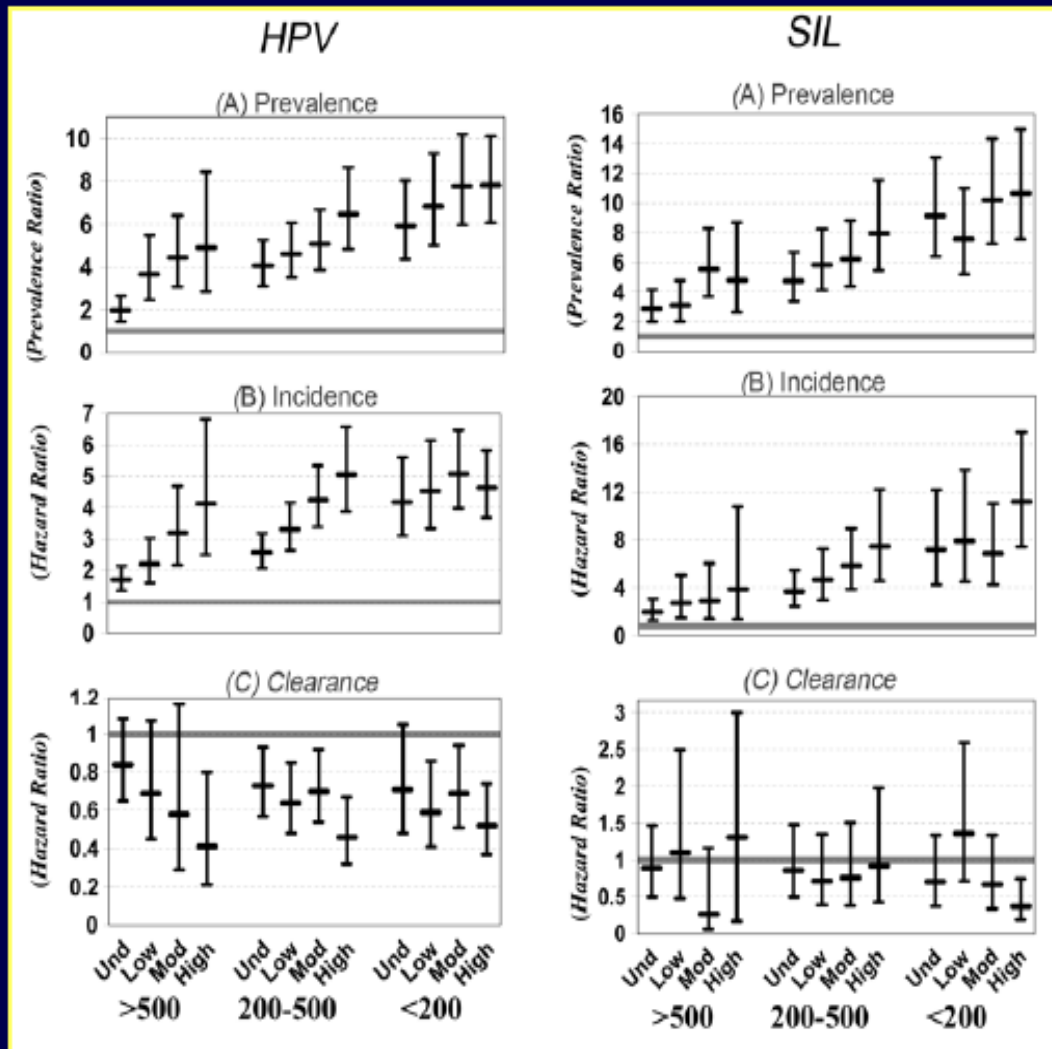 HPV
(A) Prevalence
(Prevalence Ratio)
10
8
6
4
2
0
(B) Incidence
(Hazard Ratio)
7
6
5
4
3
2
1
0
(C) Clearance
(Hazard Ratio)
1.2
1
0.8
0.6
0.4
0.2
0
Und Low Mod High Und Low Mod High Und Low Mod High
>500 200-500 <200
SIL
(A) Prevalence
(Prevalence Ratio)
16
14
12
10
8
6
4
2
0
(B) Incidence
(Hazard Ratio)
20
16
12
8
4
0
(C) Clearance
(Hazard Ratio)
3
2.5
2
1.5
1
0.5
0
Und Low Mod High Und Low Mod High Und Low Mod High
>500 200-500 <200